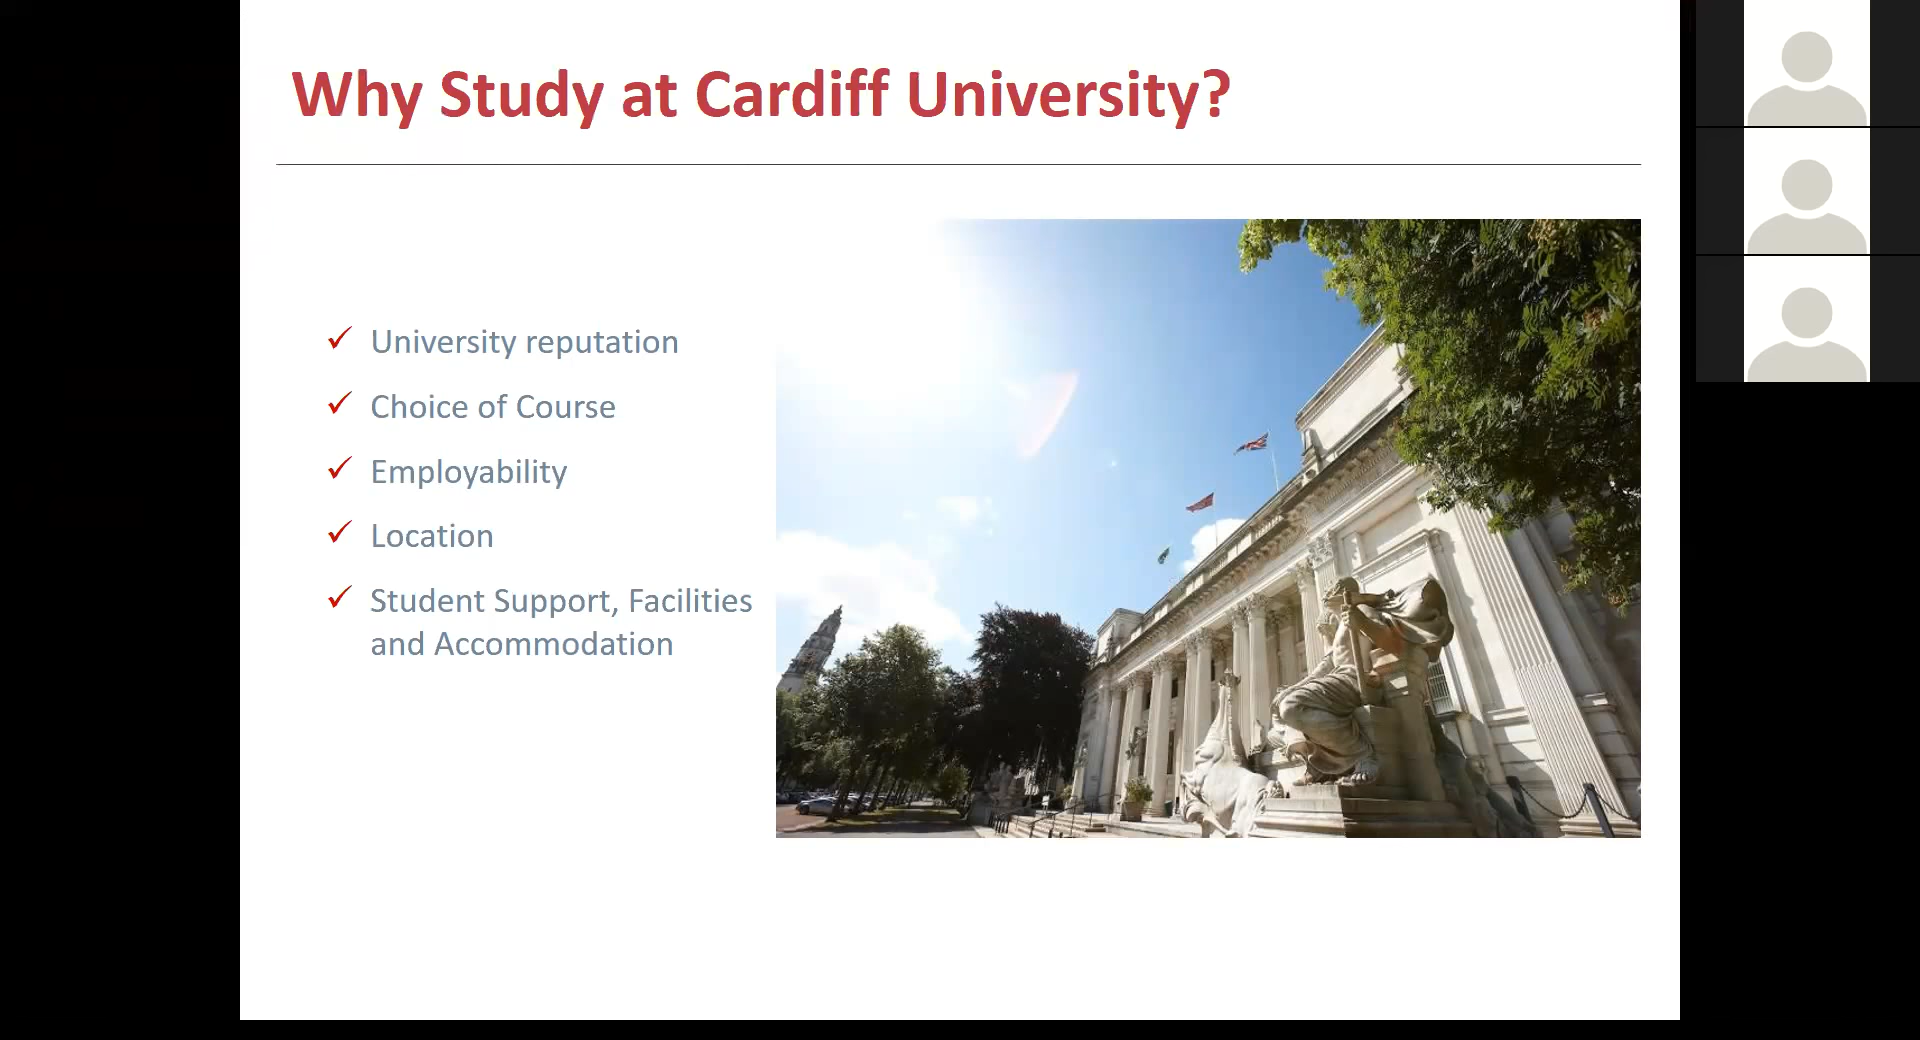 Why Study at Cardiff University?
University reputation
Choice of Course
Employability
Location
Student Support, Facilities
and Accommodation